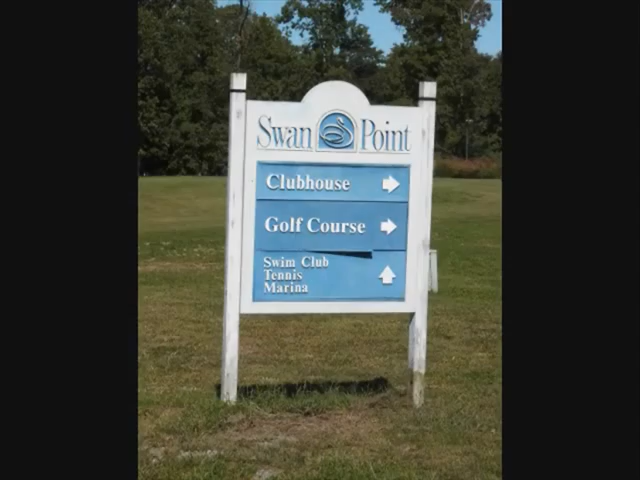 Swan Point
Clubhouse
Golf Course
Swim Club
Tennis
Marina